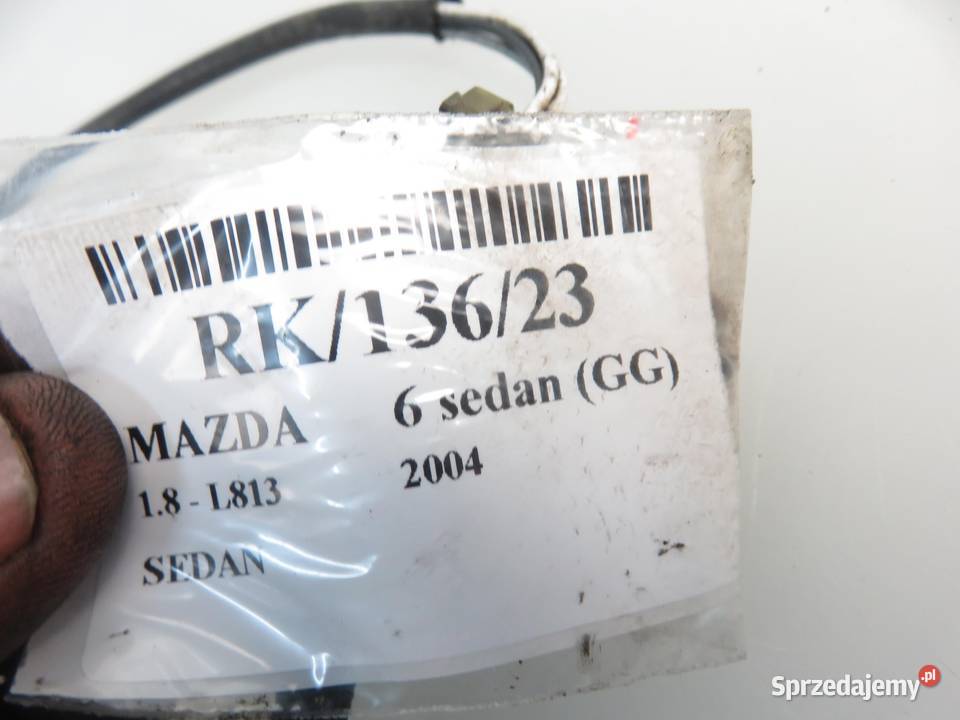 RK/136/23
MAZDA 6 sedan (GG)
1.8 - L813 2004
SEDAN
Sprzedajemy.pl